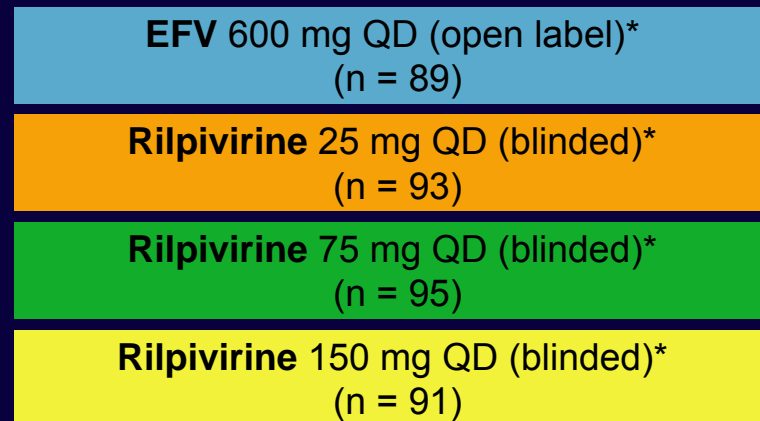 EFV 600 mg QD (open label)*
(n = 89)
Rilpivirine 25 mg QD (blinded)*
(n = 93)
Rilpivirine 75 mg QD (blinded)*
(n = 95)
Rilpivirine 150 mg QD (blinded)*
(n = 91)